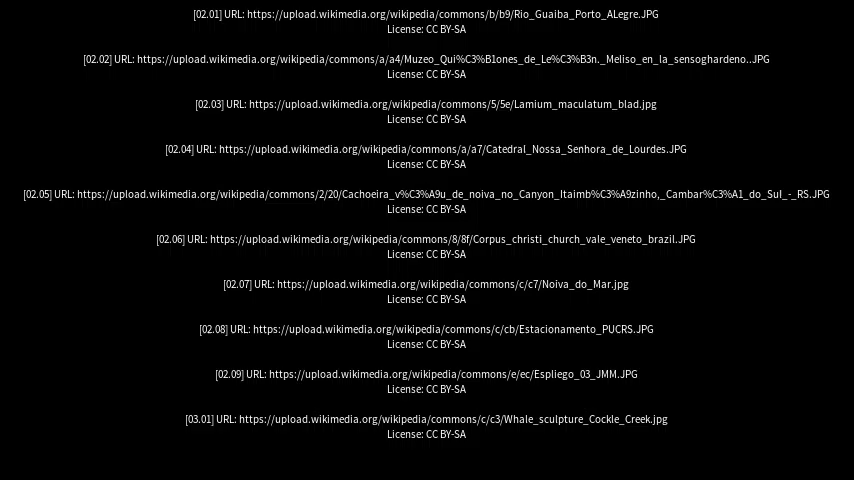 [02.01] URL: https://upload.wikimedia.org/wikipedia/commons/b/b9/Rio_Guaiba_Porto_ALegre.JPG
License: CC BY-SA
[02.02] URL: https://upload.wikimedia.org/wikipedia/commons/a/a4/Muzeo_Qui%C3%B1ones_de_Le%C3%B3n._Meliso_en_la_sensoghardeno..JPG
License: CC BY-SA
[02.03] URL: https://upload.wikimedia.org/wikipedia/commons/5/5e/Lamium_maculatum_blad.jpg
License: CC BY-SA
[02.04] URL: https://upload.wikimedia.org/wikipedia/commons/a/a7/Catedral_Nossa_Senhora_de_Lourdes.JPG
License: CC BY-SA
[02.05] URL: https://upload.wikimedia.org/wikipedia/commons/2/20/Cachoeira_v%C3%A9u_de_noiva_no_Canyon_Itaimb%C3%A9zinho,_Cambar%C3%A1_do_Sul_-_RS.JPG
License: CC BY-SA
[02.06] URL: https://upload.wikimedia.org/wikipedia/commons/8/8f/Corpus_christi_church_vale_veneto_brazil.JPG
License: CC BY-SA
[02.07] URL: https://upload.wikimedia.org/wikipedia/commons/c/c7/Noiva_do_Mar.jpg
License: CC BY-SA
[02.08] URL: https://upload.wikimedia.org/wikipedia/commons/c/cb/Estacionamento_PUCRS.JPG
License: CC BY-SA
[02.09] URL: https://upload.wikimedia.org/wikipedia/commons/e/ec/Espliego_03_JMM.JPG
License: CC BY-SA
[03.01] URL: https://upload.wikimedia.org/wikipedia/commons/c/c3/Whale_sculpture_Cockle_Creek.jpg
License: CC BY-SA